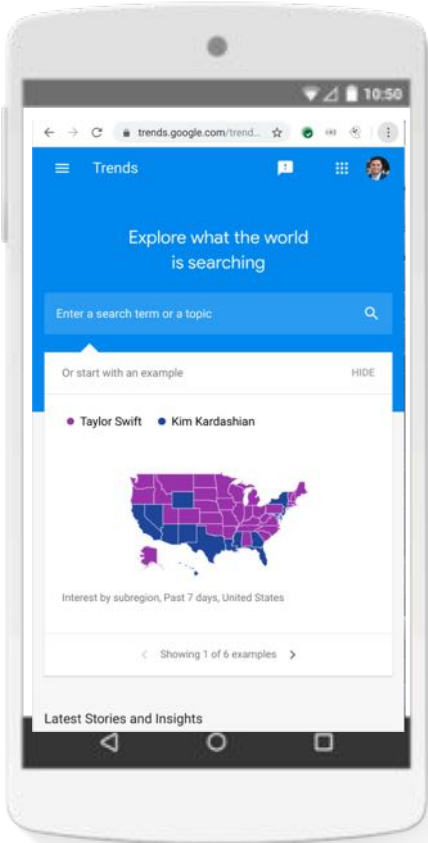 10:50
trends.google.com/trend...
Trends
Explore what the world
is searching
Enter a search term or a topic
Or start with an example HIDE
Taylor Swift Kim Kardashian
Interest by subregion, Past 7 days, United States
Showing 1 of 6 examples
Latest Stories and Insights